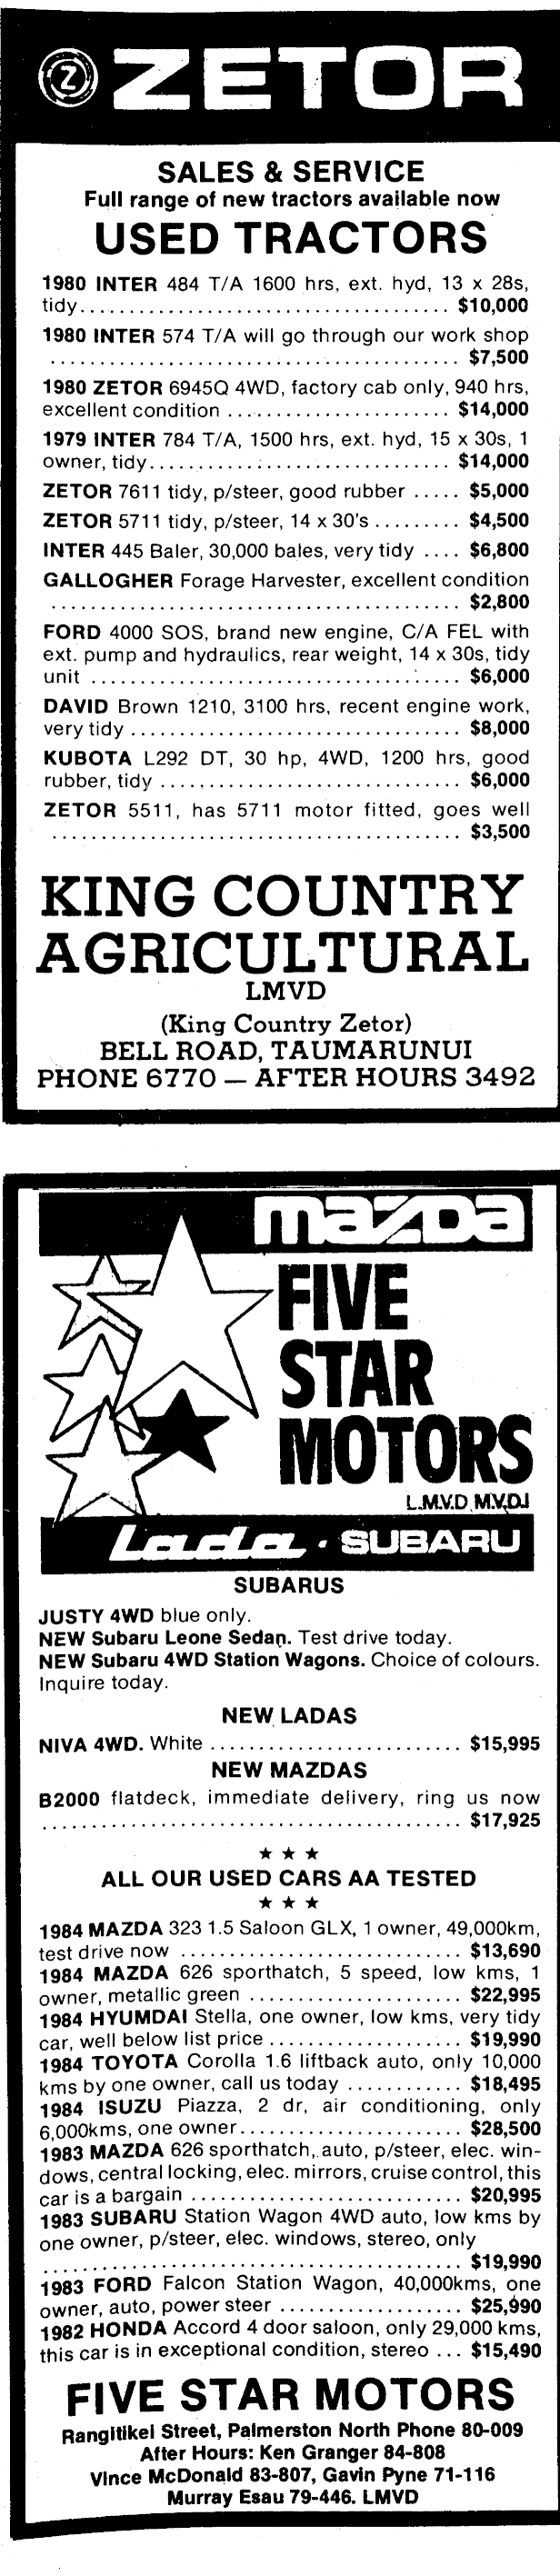 Z ZETOR
SALES & SERVICE
Full range of new tractors available now
USED TRACTORS
1980 INTER 484 T/A 1600 hrs, ext. hyd, 13 x 28s,
tidy..................................... $10,000
1980 INTER 574 T/A will go through our work shop
......................................... $7,500
1980 ZETOR 6945Q 4WD, factory cab only, 940 hrs,
excellent condition ...................... $14,000
1979 INTER 784 T/A, 1500 hrs, ext. hyd, 15 x 30s, 1
owner, tidy.............................. $14,000
ZETOR 7611 tidy, p/steer, good rubber ..... $5,000
ZETOR 5711 tidy, p/steer, 14 x 30's ......... $4,500
INTER 445 Baler, 30,000 bales, very tidy .... $6,800
GALLOGHER Forage Harvester, excellent condition
......................................... $2,800
FORD 4000 SOS, brand new engine, C/A FEL with
ext. pump and hydraulics, rear weight, 14 x 30s, tidy
unit ..................................... $6,000
DAVID Brown 1210, 3100 hrs, recent engine work,
very tidy ................................. $8,000
KUBOTA L292 DT, 30 hp, 4WD, 1200 hrs, good
rubber, tidy .............................. $6,000
ZETOR 5511, has 5711 motor fitted, goes well
......................................... $3,500
KING COUNTRY
AGRICULTURAL
LMVD
(King Country Zetor)
BELL ROAD, TAUMARUNUI
PHONE 6770 — AFTER HOURS 3492
mazda
FIVE
STAR
MOTORS
L.M.V.D. M.V.D.I
Lada · SUBARU
SUBARUS
JUSTY 4WD blue only.
NEW Subaru Leone Sedan. Test drive today.
NEW Subaru 4WD Station Wagons. Choice of colours.
Inquire today.
NEW LADAS
NIVA 4WD. White ......................... $15,995
NEW MAZDAS
B2000 flatdeck, immediate delivery, ring us now
.......................................... $17,925
★ ★ ★
ALL OUR USED CARS AA TESTED
★ ★ ★
1984 MAZDA 323 1.5 Saloon GLX, 1 owner, 49,000km,
test drive now ............................ $13,690
1984 MAZDA 626 sporthatch, 5 speed, low kms, 1
owner, metallic green ..................... $22,995
1984 HYUMDAI Stella, one owner, low kms, very tidy
car, well below list price ................... $19,990
1984 TOYOTA Corolla 1.6 liftback auto, only 10,000
kms by one owner, call us today ............ $18,495
1984 ISUZU Piazza, 2 dr, air conditioning, only
6,000kms, one owner...................... $28,500
1983 MAZDA 626 sporthatch, auto, p/steer, elec. win-
dows, central locking, elec. mirrors, cruise control, this
car is a bargain ........................... $20,995
1983 SUBARU Station Wagon 4WD auto, low kms by
one owner, p/steer, elec. windows, stereo, only
.......................................... $19,990
1983 FORD Falcon Station Wagon, 40,000kms, one
owner, auto, power steer ................... $25,990
1982 HONDA Accord 4 door saloon, only 29,000 kms,
this car is in exceptional condition, stereo ... $15,490
FIVE STAR MOTORS
Rangitikei Street, Palmerston North Phone 80-009
After Hours: Ken Granger 84-808
Vince McDonald 83-807, Gavin Pyne 71-116
Murray Esau 79-446. LMVD